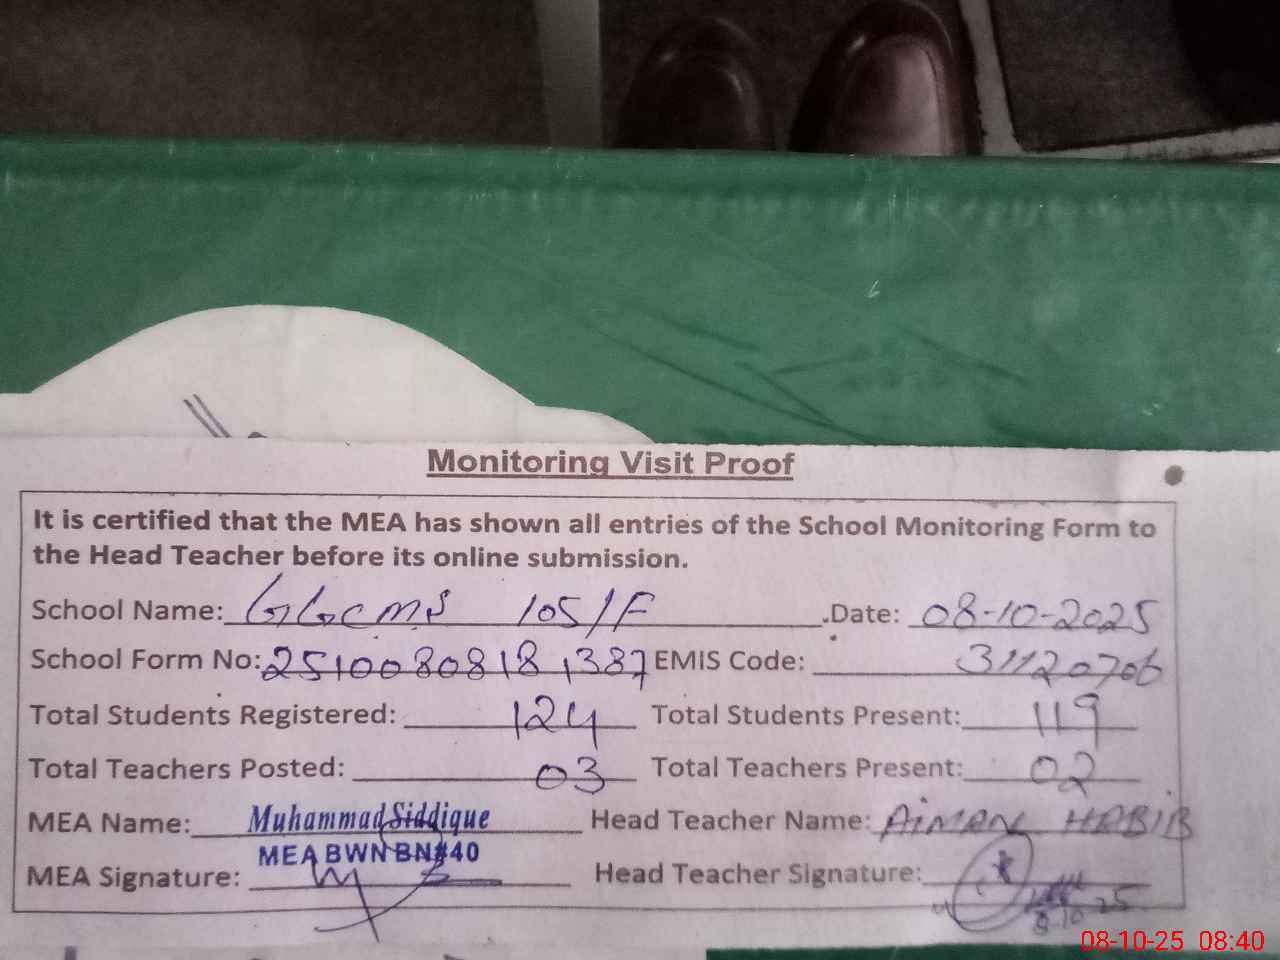 Monitoring Visit Proof
It is certified that the MEA has shown all entries of the School Monitoring Form to
the Head Teacher before its online submission.
School Name: GGCMS 105/F Date: 08-10-2025
School Form No: 25100808181387 EMIS Code: 31120706
Total Students Registered: 124 Total Students Present: 119
Total Teachers Posted: 03 Total Teachers Present: 02
MEA Name: Muhammad Siddique Head Teacher Name: AIMAN HABIB
MEA BWN BN#40
MEA Signature: Head Teacher Signature:
8-10-25
08-10-25 08:40